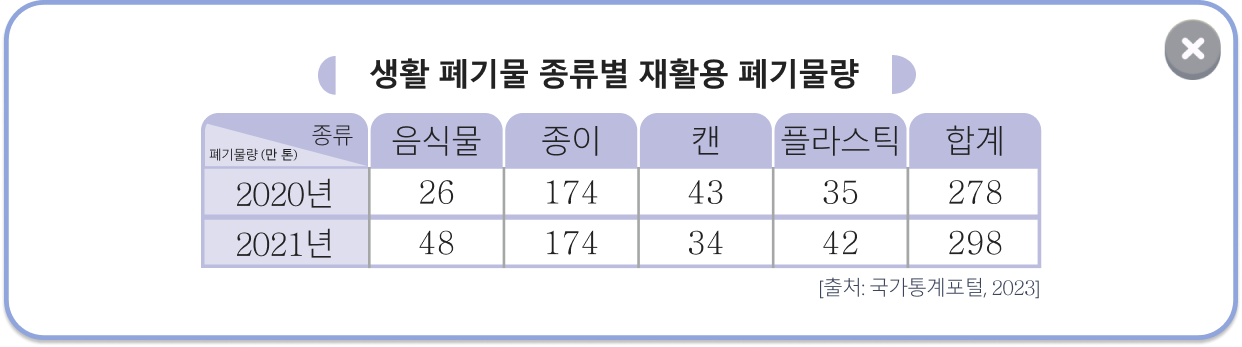 생활 폐기물 종류별 재활용 폐기물량
종류
폐기물량 (만 톤)
음식물 종이 캔 플라스틱 합계
2020년 26 174 43 35 278
2021년 48 174 34 42 298
[출처: 국가통계포털, 2023]